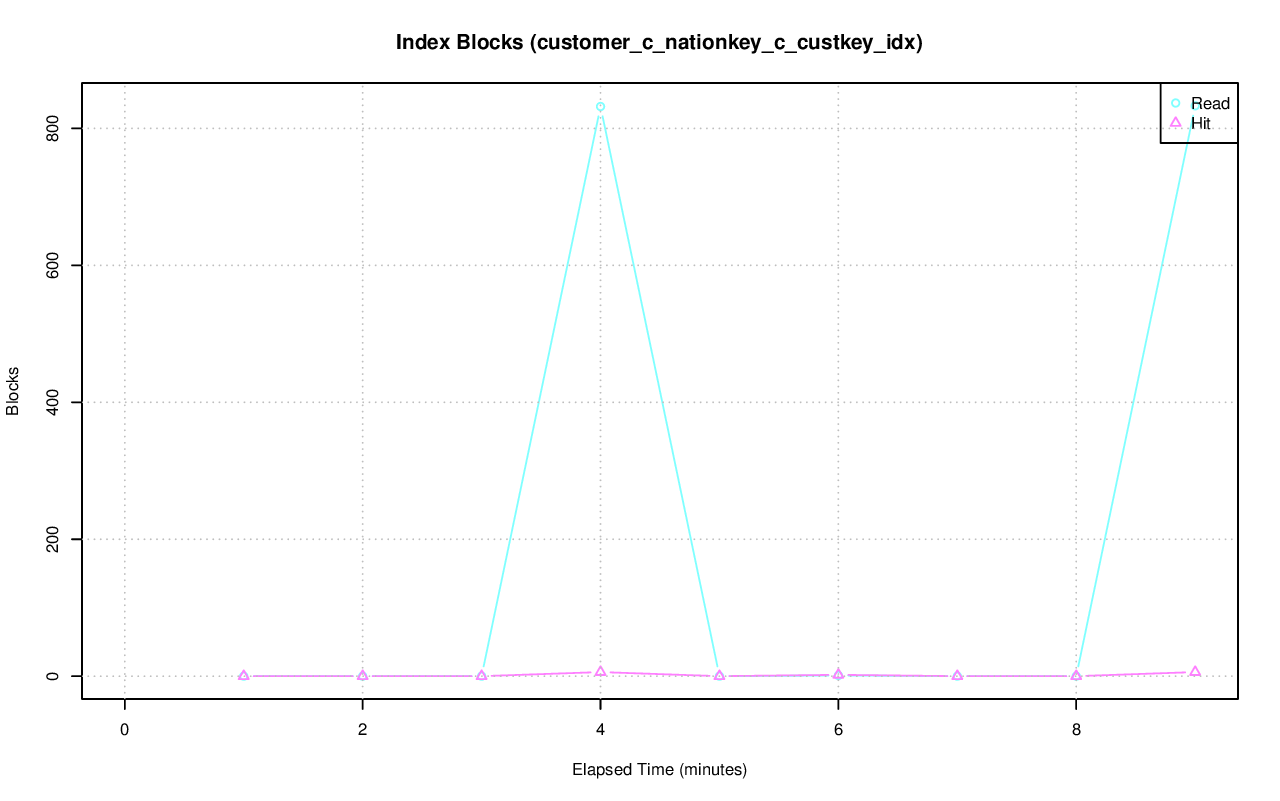 Index Blocks (customer_c_nationkey_c_custkey_idx)
Read
Hit
800
600
400
200
0
Blocks
0 2 4 6 8
Elapsed Time (minutes)